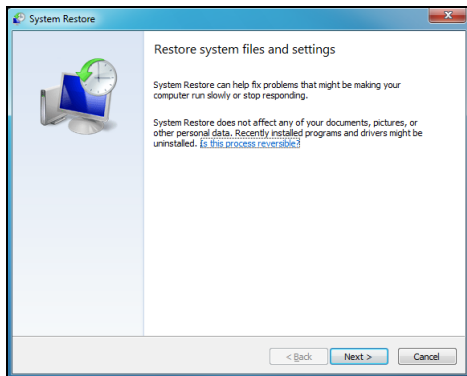 System Restore
Restore system files and settings
System Restore can help fix problems that might be making your
computer run slowly or stop responding.
System Restore does not affect any of your documents, pictures, or
other personal data. Recently installed programs and drivers might be
uninstalled. Is this process reversible?
< Back Next > Cancel